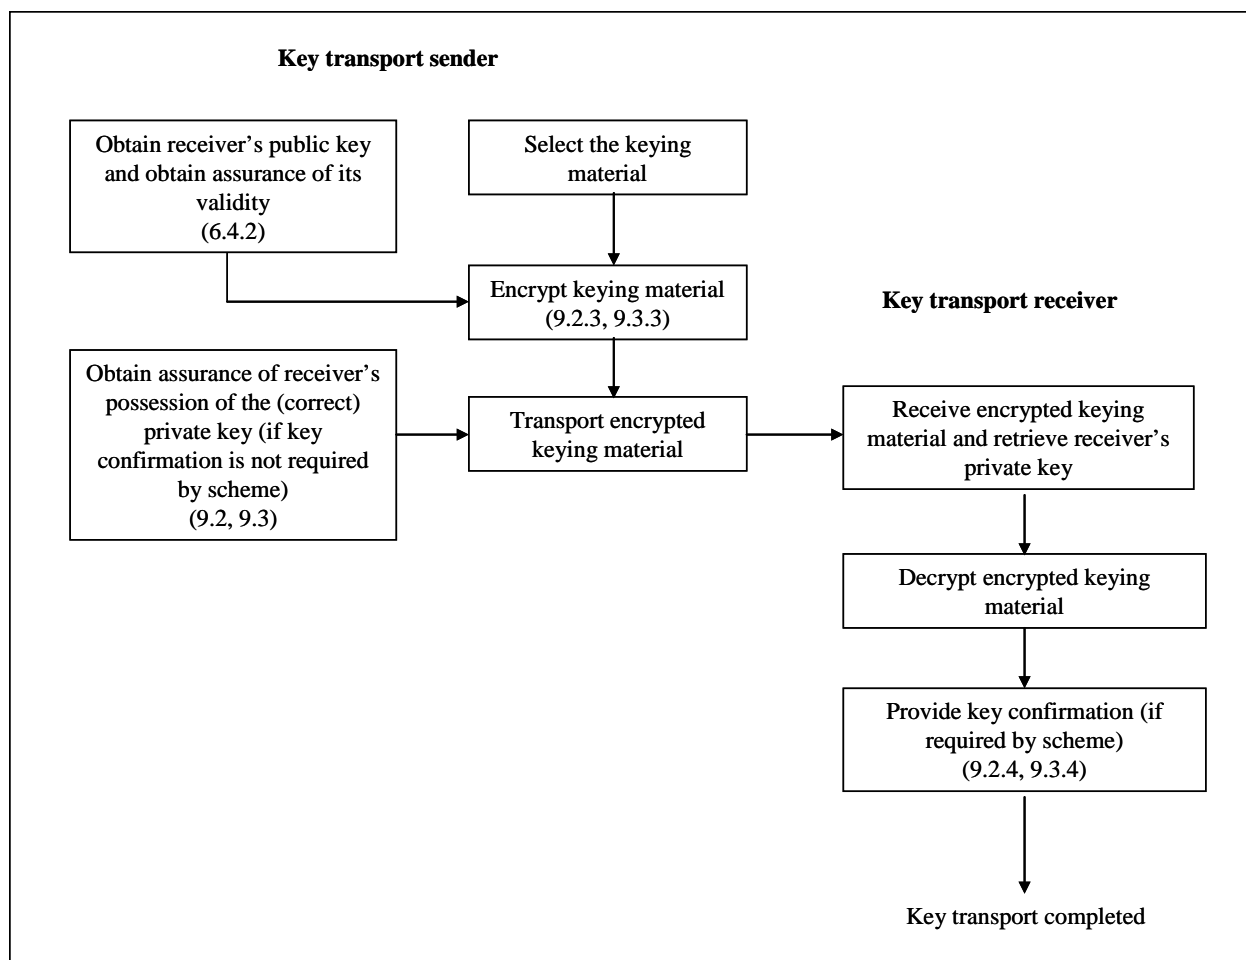 Key transport sender
Obtain receiver’s public key
and obtain assurance of its
validity
(6.4.2)
Select the keying
material
Encrypt keying material
(9.2.3, 9.3.3)
Key transport receiver
Obtain assurance of receiver’s
possession of the (correct)
private key (if key
confirmation is not required
by scheme)
(9.2, 9.3)
Transport encrypted
keying material
Receive encrypted keying
material and retrieve receiver’s
private key
Decrypt encrypted keying
material
Provide key confirmation (if
required by scheme)
(9.2.4, 9.3.4)
Key transport completed